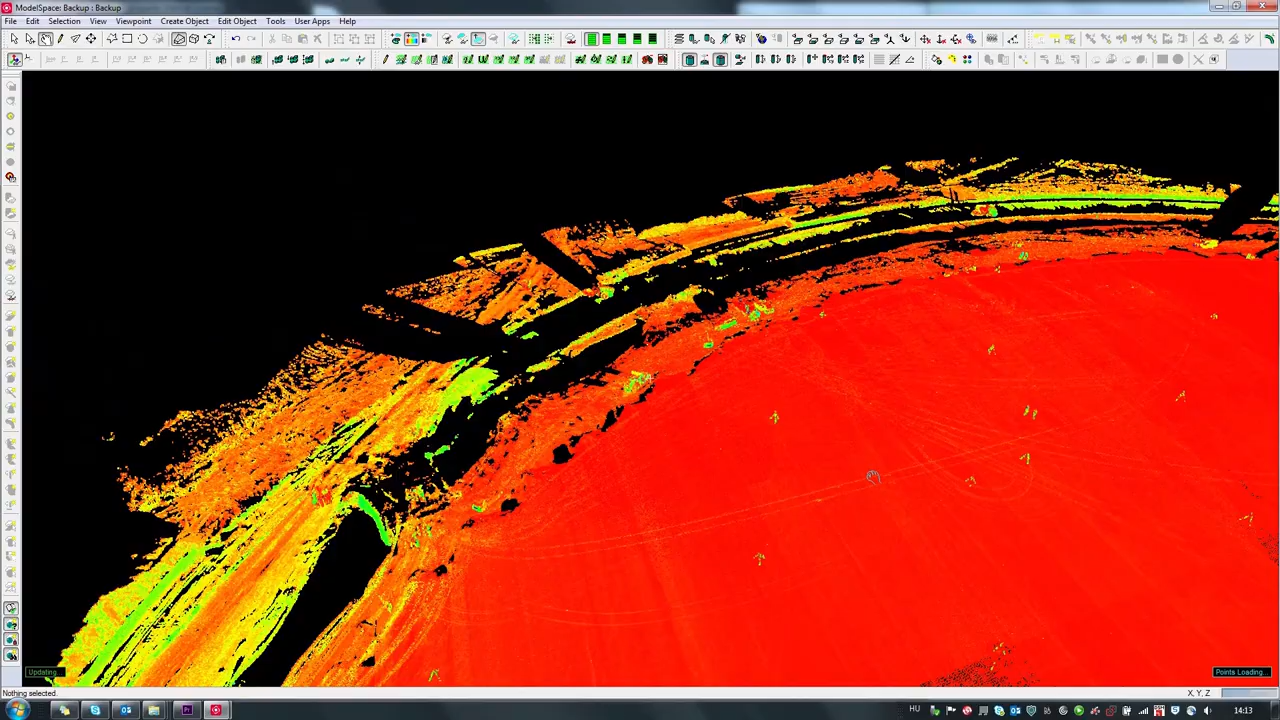 ModelSpace: Backup : Backup
File Edit Selection View Viewpoint Create Object Edit Object Tools User Apps Help
Updating...
Points Loading...
Nothing selected.
X, Y, Z
HU
14:13